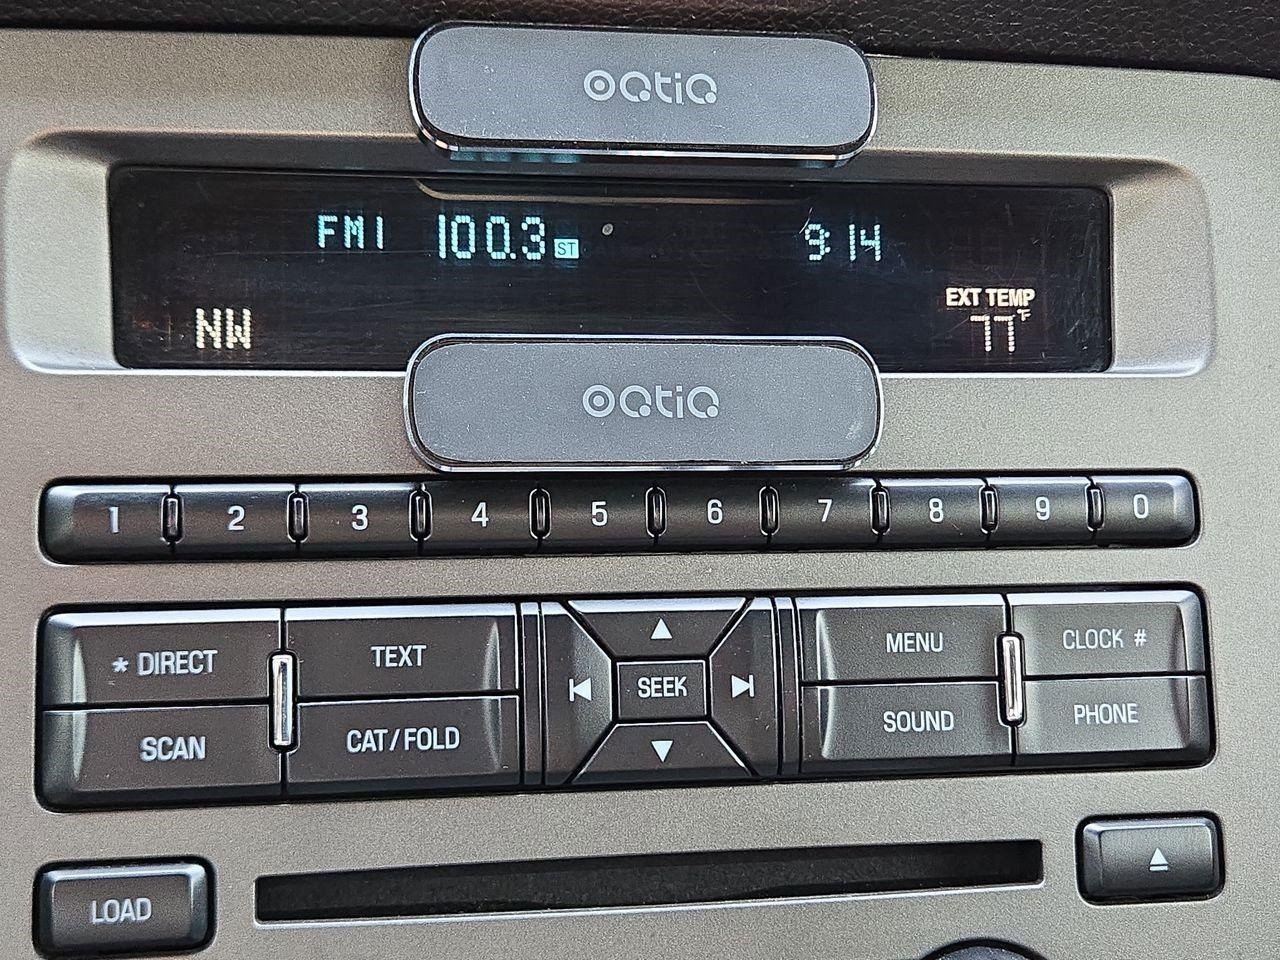 oQtiQ
FM1 100.3 ST 9:14
EXT TEMP
NW 77 °F
oQtiQ
1 2 3 4 5 6 7 8 9 0
* DIRECT TEXT MENU CLOCK #
SEEK
SCAN CAT/FOLD SOUND PHONE
LOAD